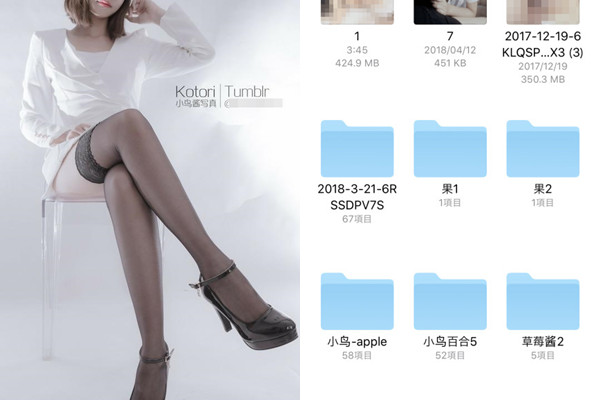 Kotori | Tumblr
小鸟酱写真
1
3:45
424.9 MB
7
2018/04/12
451 KB
2017-12-19-6
KLQSP...X3 (3)
2017/12/19
350.3 MB
2018-3-21-6R
SSDPV7S
67項目
果1
1項目
果2
1項目
小鸟-apple
58項目
小鸟百合5
52項目
草莓酱2
5項目